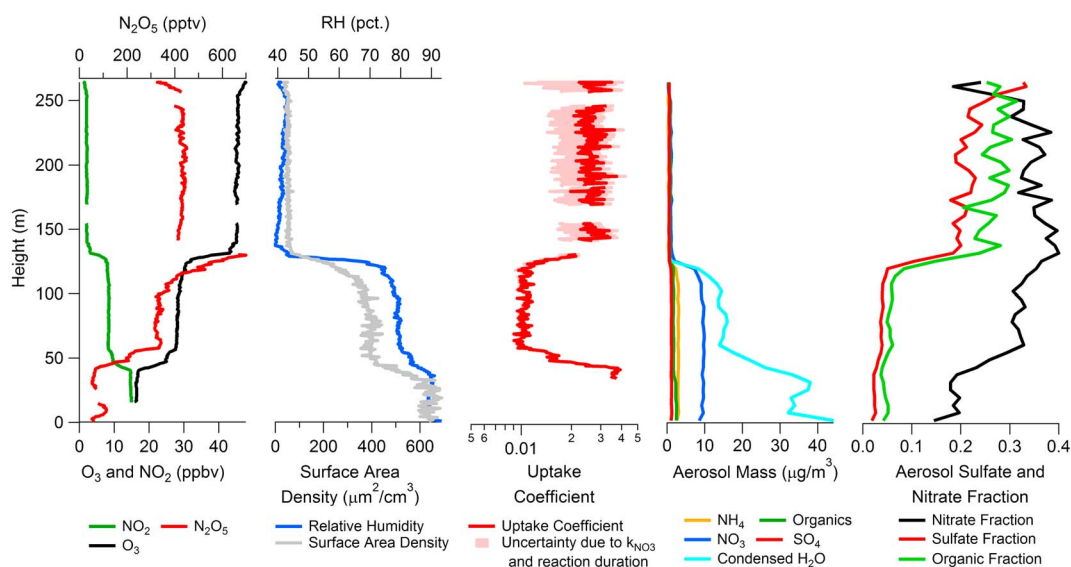 N₂O₅ (pptv)
0 200 400 600
RH (pct.)
40 50 60 70 80 90
Height (m)
250
200
150
100
50
0
0 10 20 30 40
O₃ and NO₂ (ppbv)
0 200 400 600
Surface Area
Density (μm²/cm³)
5 6 2 3 4 5
0.01
Uptake
Coefficient
0 10 20 30 40
Aerosol Mass (μg/m³)
0.0 0.1 0.2 0.3 0.4
Aerosol Sulfate and
Nitrate Fraction
NO₂ N₂O₅
O₃
Relative Humidity
Surface Area Density
Uptake Coefficient
Uncertainty due to kNO3
and reaction duration
NH₄ Organics
NO₃ SO₄
Condensed H₂O
Nitrate Fraction
Sulfate Fraction
Organic Fraction